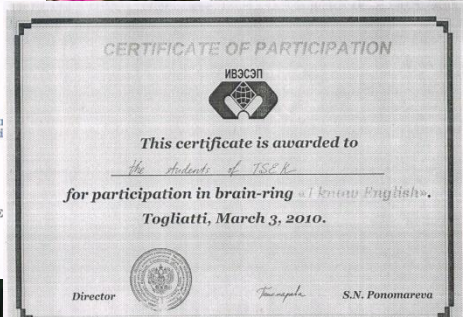 CERTIFICATE OF PARTICIPATION
ИВЭСЭП
This certificate is awarded to
the students of TSEK
for participation in brain-ring «I know English».
Togliatti, March 3, 2010.
Director
S.N. Ponomareva